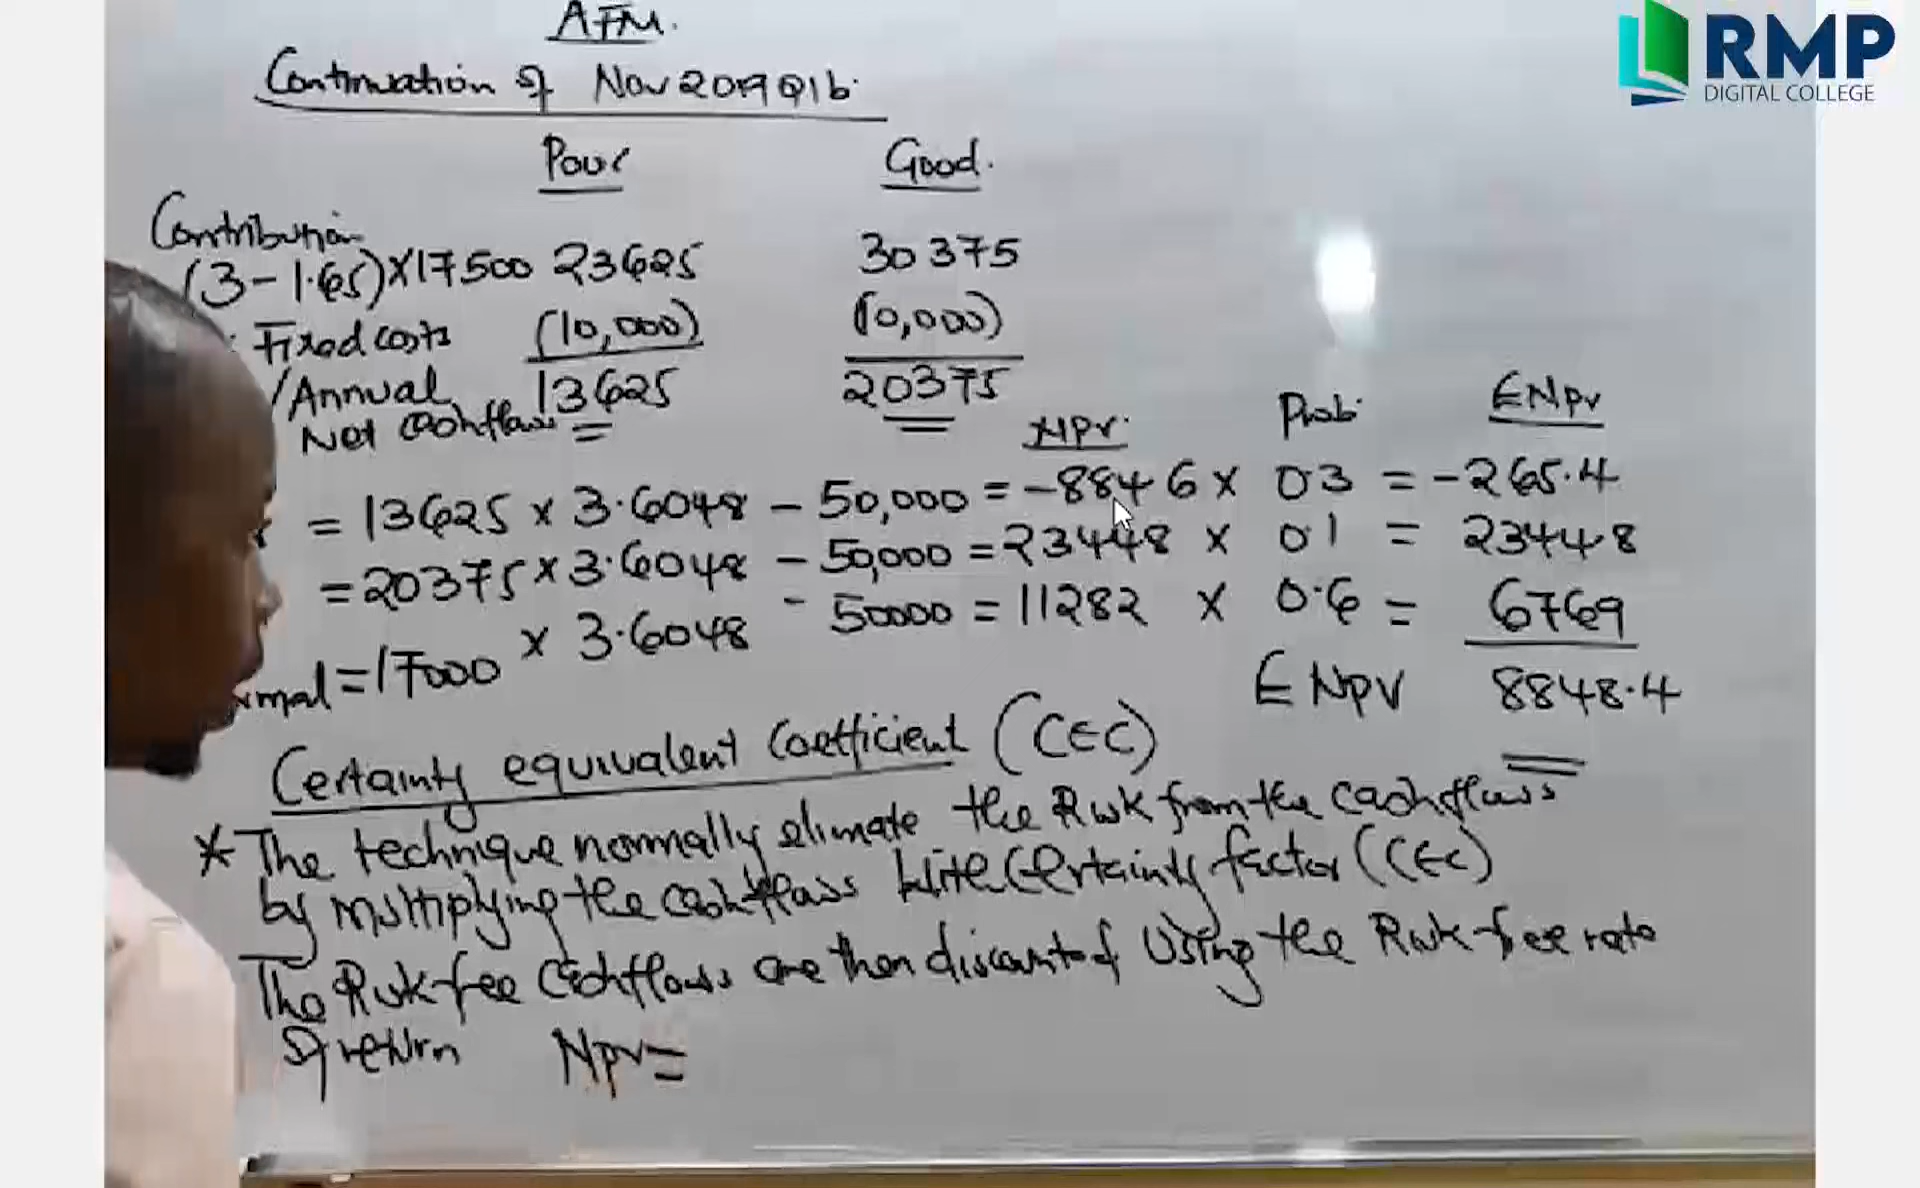 AFM.
Continuation of Nov 2019 Q1b.
RMP
DIGITAL COLLEGE
Poor Good.
Contribution
(3-1.65)×17500 23625 30375
Fixed costs (10,000) (10,000)
Annual 13625 20375
Net Cashflows
NPV. Prob. ENPV
= 13625 × 3.6048 - 50,000 = -884.6 × 0.3 = -265.4
= 20375 × 3.6048 - 50,000 = 23448 × 0.1 = 2344.8
= 17000 × 3.6048 - 50000 = 11282 × 0.6 = 6769
ENPV 8848.4
Certainty equivalent Coefficient (CEC)
* The technique normally elimate the Risk from the cashflows
by multiplying the cashflows with certainty factor (CEC)
The Risk-free Cashflows are then discounted using the Risk-free rate
of return NPV=